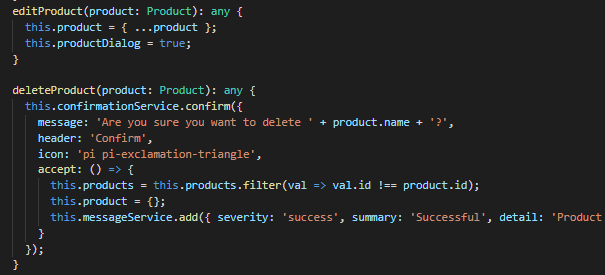 editProduct(product: Product): any {
  this.product = { ...product };
  this.productDialog = true;
}

deleteProduct(product: Product): any {
  this.confirmationService.confirm({
    message: 'Are you sure you want to delete ' + product.name + '?',
    header: 'Confirm',
    icon: 'pi pi-exclamation-triangle',
    accept: () => {
      this.products = this.products.filter(val => val.id !== product.id);
      this.product = {};
      this.messageService.add({ severity: 'success', summary: 'Successful', detail: 'Product
    }
  });
}